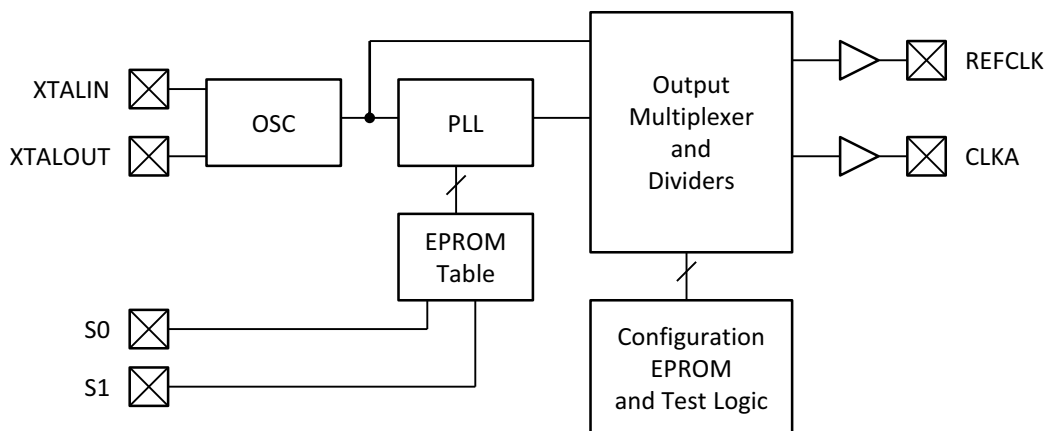 XTALIN
XTALOUT
OSC
PLL
EPROM
Table
S0
S1
Output
Multiplexer
and
Dividers
Configuration
EPROM
and Test Logic
REFCLK
CLKA